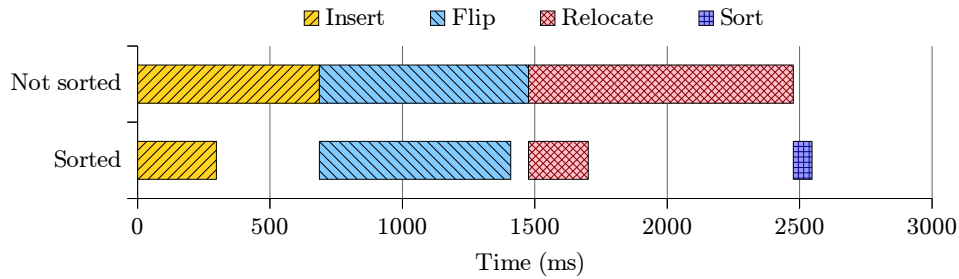 Insert Flip Relocate Sort
Not sorted
Sorted
0 500 1000 1500 2000 2500 3000
Time (ms)